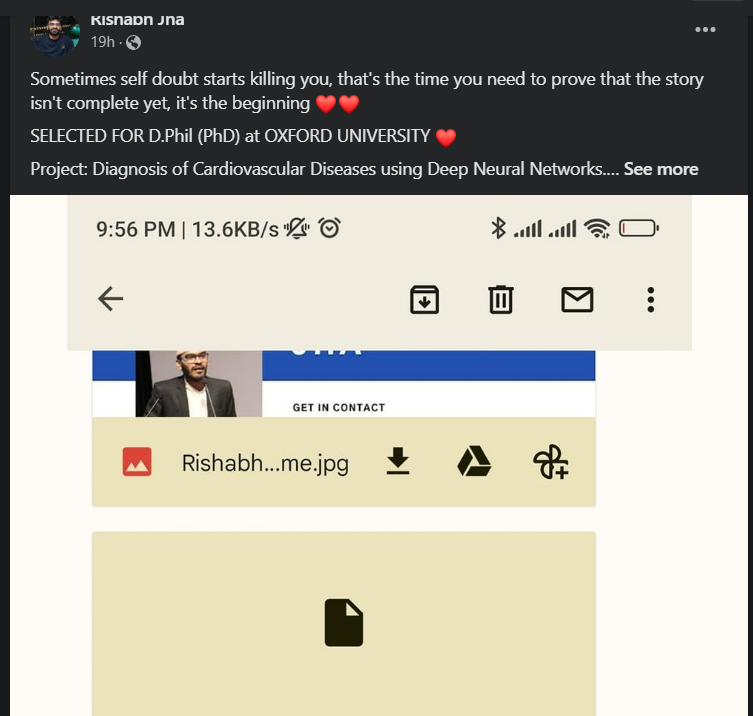 Rishabh Jha
19h ·
Sometimes self doubt starts killing you, that's the time you need to prove that the story
isn't complete yet, it's the beginning ❤️❤️
SELECTED FOR D.Phil (PhD) at OXFORD UNIVERSITY ❤️
Project: Diagnosis of Cardiovascular Diseases using Deep Neural Networks.... See more
9:56 PM | 13.6KB/s
JHA
GET IN CONTACT
Rishabh...me.jpg